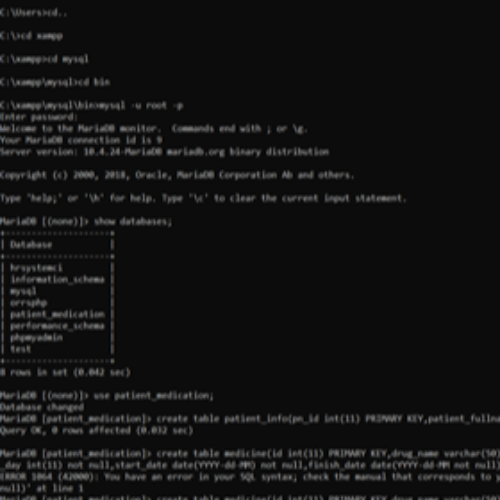 C:\Users>cd..
C:\>cd xampp
C:\xampp>cd mysql
C:\xampp\mysql>cd bin
C:\xampp\mysql\bin>mysql -u root -p
Enter password:
Welcome to the MariaDB monitor.  Commands end with ; or \g.
Your MariaDB connection id is 9
Server version: 10.4.24-MariaDB mariadb.org binary distribution
Copyright (c) 2000, 2018, Oracle, MariaDB Corporation Ab and others.
Type 'help;' or '\h' for help. Type '\c' to clear the current input statement.
MariaDB [(none)]> show databases;
+--------------------+
| Database           |
+--------------------+
| hrsystemci         |
| information_schema |
| mysql              |
| orrsphp            |
| patient_medication |
| performance_schema |
| phpmyadmin         |
| test               |
+--------------------+
8 rows in set (0.042 sec)
MariaDB [(none)]> use patient_medication;
Database changed
MariaDB [patient_medication]> create table patient_info(pn_id int(11) PRIMARY KEY,patient_fullna
Query OK, 0 rows affected (0.032 sec)
MariaDB [patient_medication]> create table medicine(id int(11) PRIMARY KEY,drug_name varchar(50)
_day int(11) not null,start_date date(YYYY-dd-MM) not null,finish_date date(YYYY-dd-MM not null
ERROR 1064 (42000): You have an error in your SQL syntax; check the manual that corresponds to
null)' at line 1